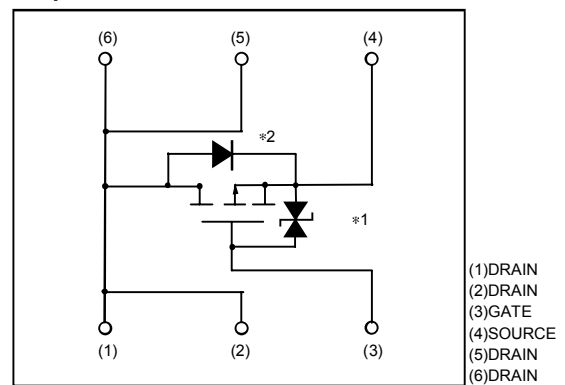 (6) (5) (4)
∗2
∗1
(1) (2) (3)
(1)DRAIN
(2)DRAIN
(3)GATE
(4)SOURCE
(5)DRAIN
(6)DRAIN